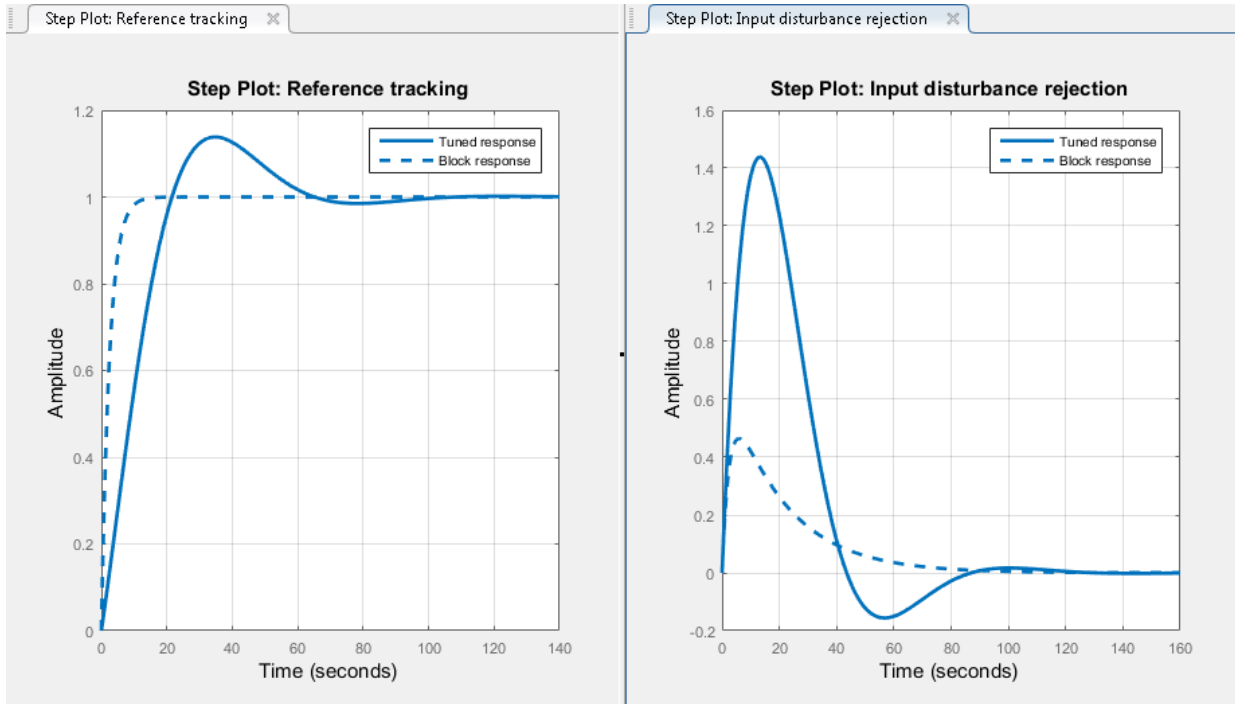 Step Plot: Reference tracking
Step Plot: Input disturbance rejection
Step Plot: Reference tracking
1.2
1
0.8
0.6
0.4
0.2
0
Amplitude
Tuned response
Block response
0 20 40 60 80 100 120 140
Time (seconds)
Step Plot: Input disturbance rejection
1.6
1.4
1.2
1
0.8
0.6
0.4
0.2
0
-0.2
Amplitude
Tuned response
Block response
0 20 40 60 80 100 120 140 160
Time (seconds)